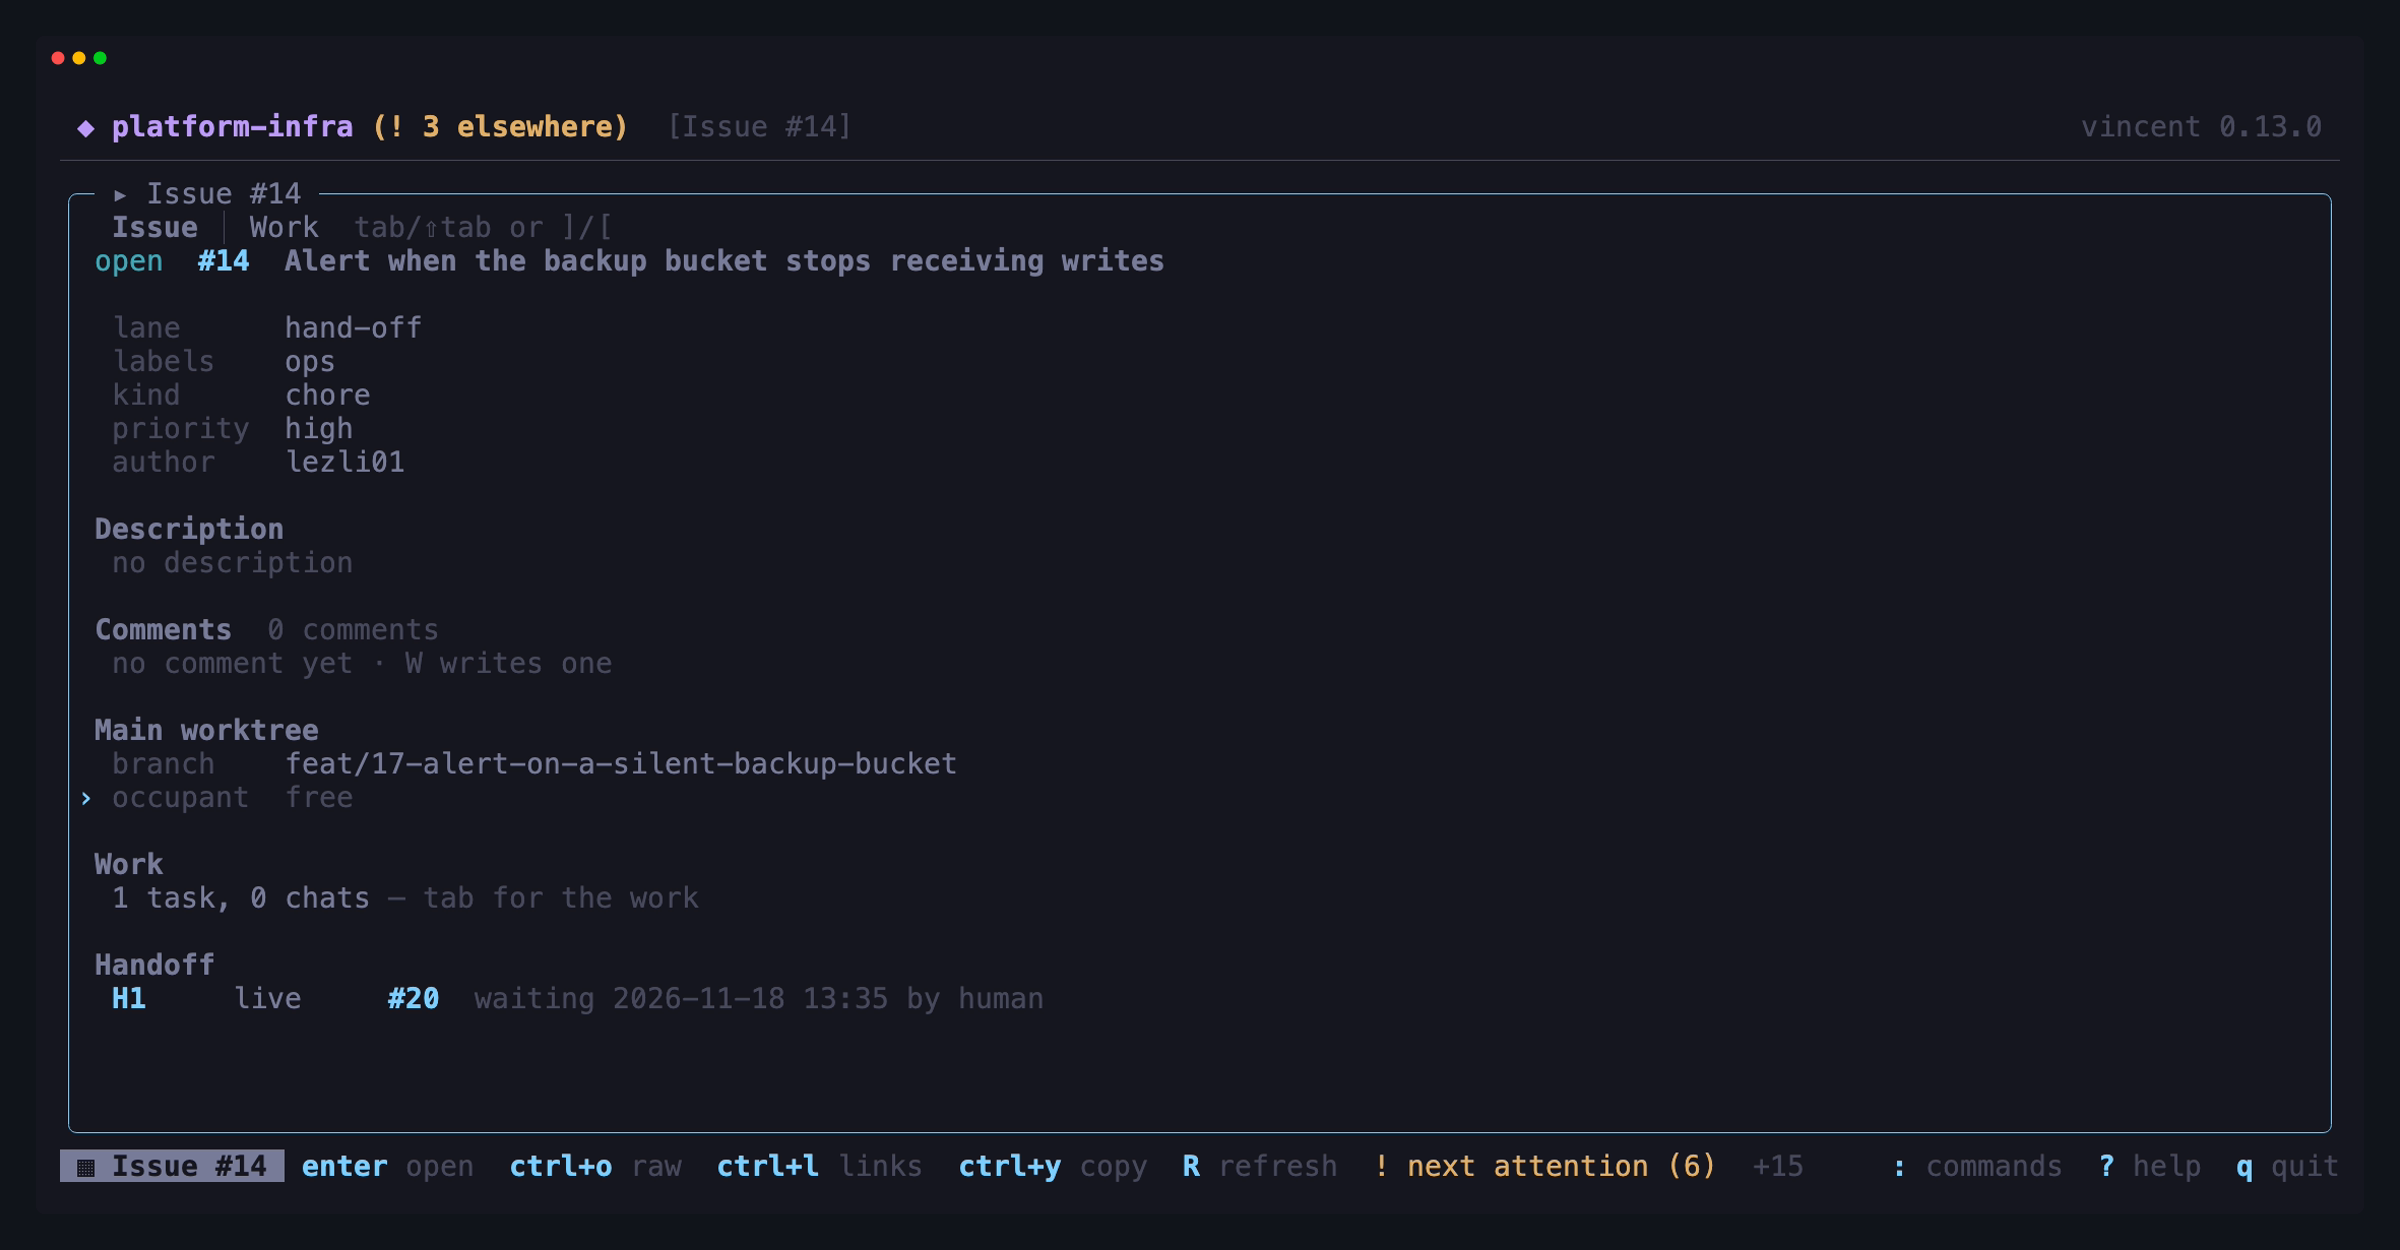 ◆ platform-infra (! 3 elsewhere) [Issue #14] vincent 0.13.0
▸ Issue #14
Issue │ Work tab/⇧tab or ]/[
open #14 Alert when the backup bucket stops receiving writes
lane hand-off
labels ops
kind chore
priority high
author lezli01
Description
no description
Comments 0 comments
no comment yet · W writes one
Main worktree
branch feat/17-alert-on-a-silent-backup-bucket
› occupant free
Work
1 task, 0 chats — tab for the work
Handoff
H1 live #20 waiting 2026-11-18 13:35 by human
▦ Issue #14 enter open ctrl+o raw ctrl+l links ctrl+y copy R refresh ! next attention (6) +15 : commands ? help q quit